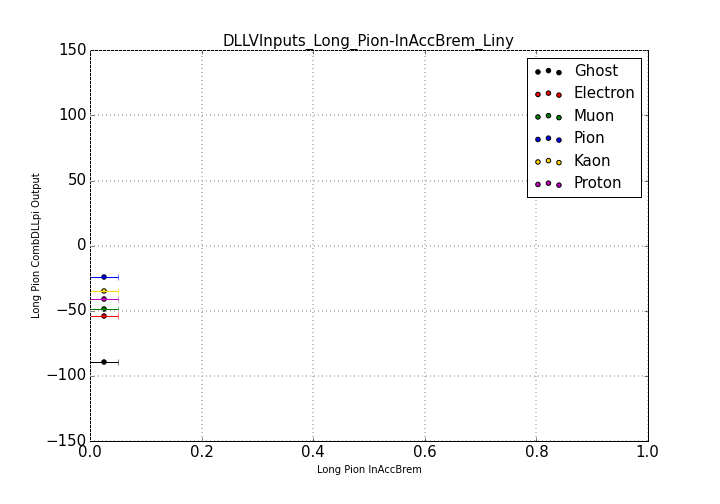 DLLVInputs_Long_Pion-InAccBrem_Liny
150
100
50
0
−50
−100
−150
Long Pion CombDLLpi Output
Ghost
Electron
Muon
Pion
Kaon
Proton
0.0 0.2 0.4 0.6 0.8 1.0
Long Pion InAccBrem